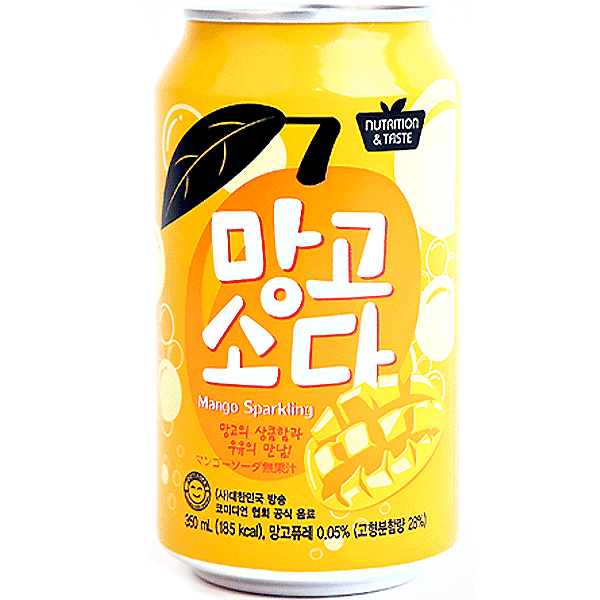 NUTRITION
& TASTE
망고
소다
Mango Sparkling
망고의 상큼함과
우유의 만남!
マンゴーソーダ無果汁
(사)대한민국 방송
코미디언 협회 공식 음료
350 mL (185 kcal), 망고퓨레 0.05% (고형분함량 28%)